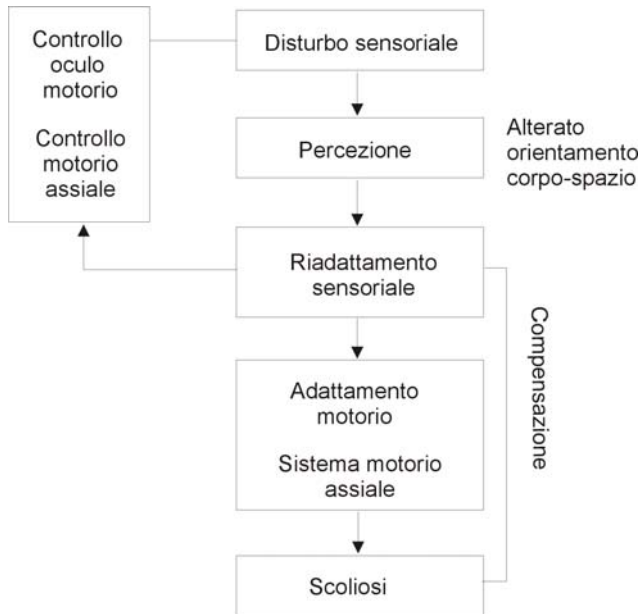 Controllo
oculo
motorio
Controllo
motorio
assiale
Disturbo sensoriale
Percezione
Alterato
orientamento
corpo-spazio
Riadattamento
sensoriale
Adattamento
motorio
Sistema motorio
assiale
Compensazione
Scoliosi